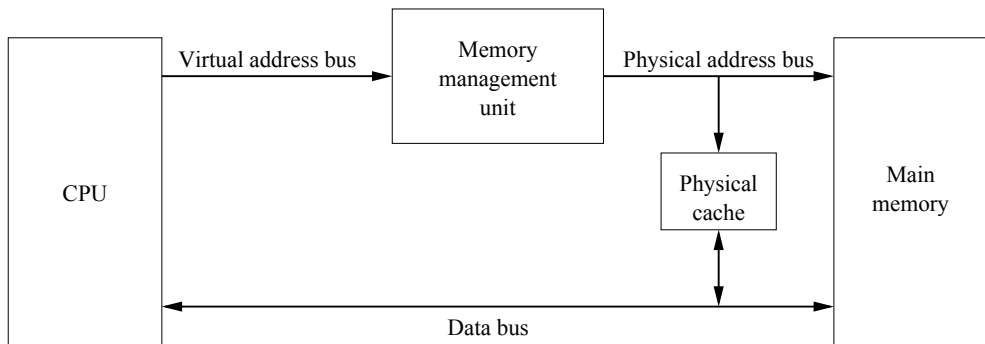 Memory
management
unit
Virtual address bus
Physical address bus
CPU
Physical
cache
Main
memory
Data bus